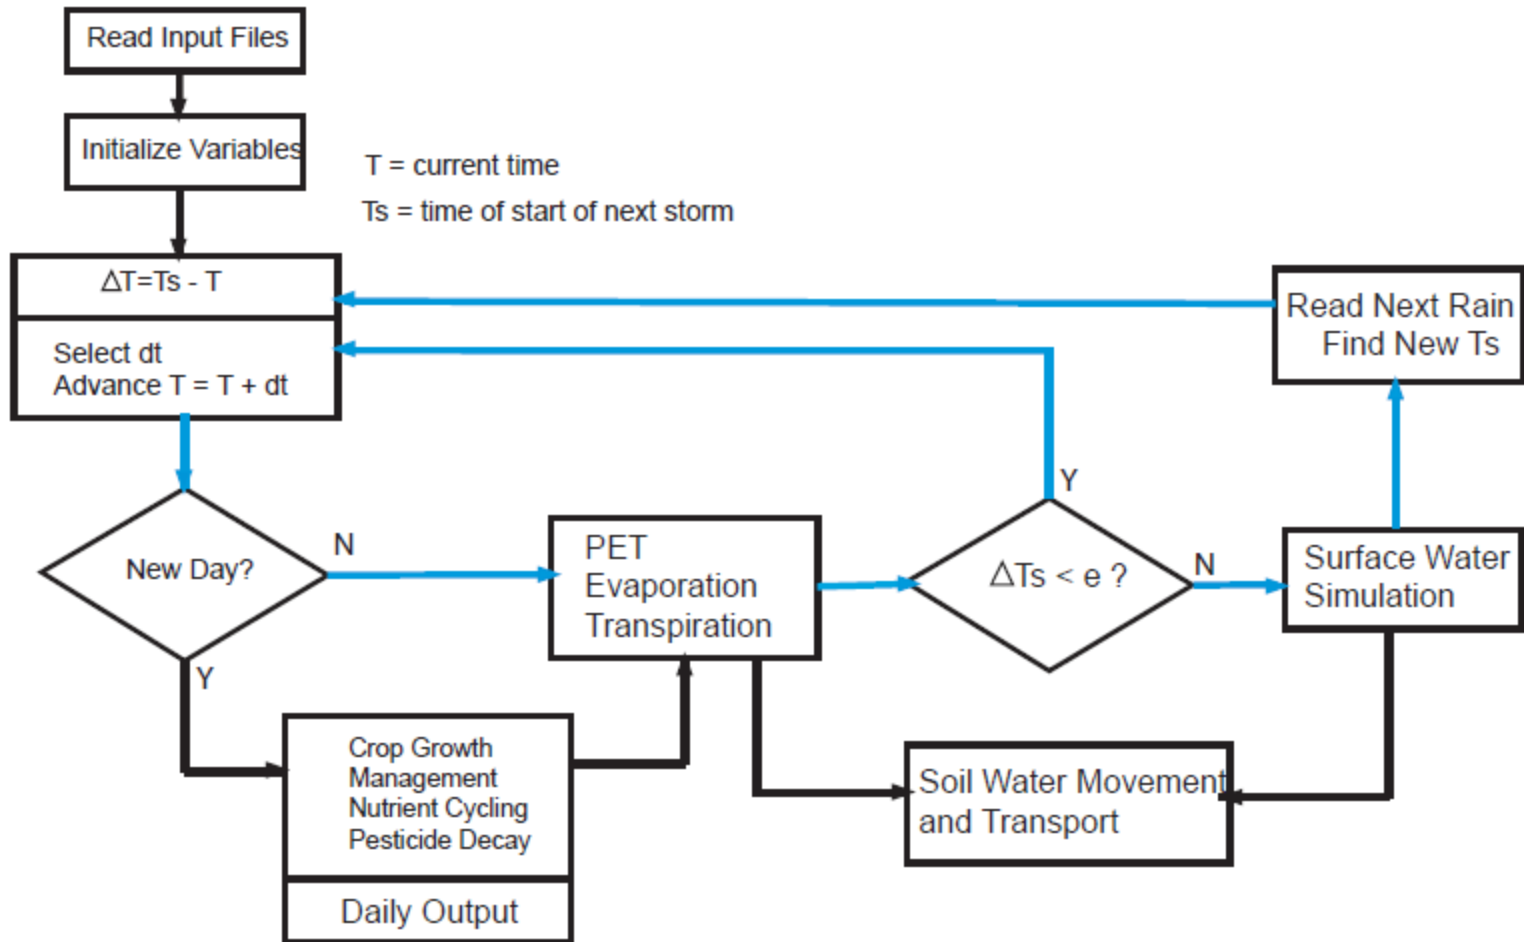 Read Input Files
Initialize Variables
T = current time
Ts = time of start of next storm
△T=Ts - T
Select dt
Advance T = T + dt
Read Next Rain
Find New Ts
New Day?
N
Y
PET
Evaporation
Transpiration
△Ts < e ?
Y
N
Surface Water
Simulation
Crop Growth
Management
Nutrient Cycling
Pesticide Decay
Daily Output
Soil Water Movement
and Transport